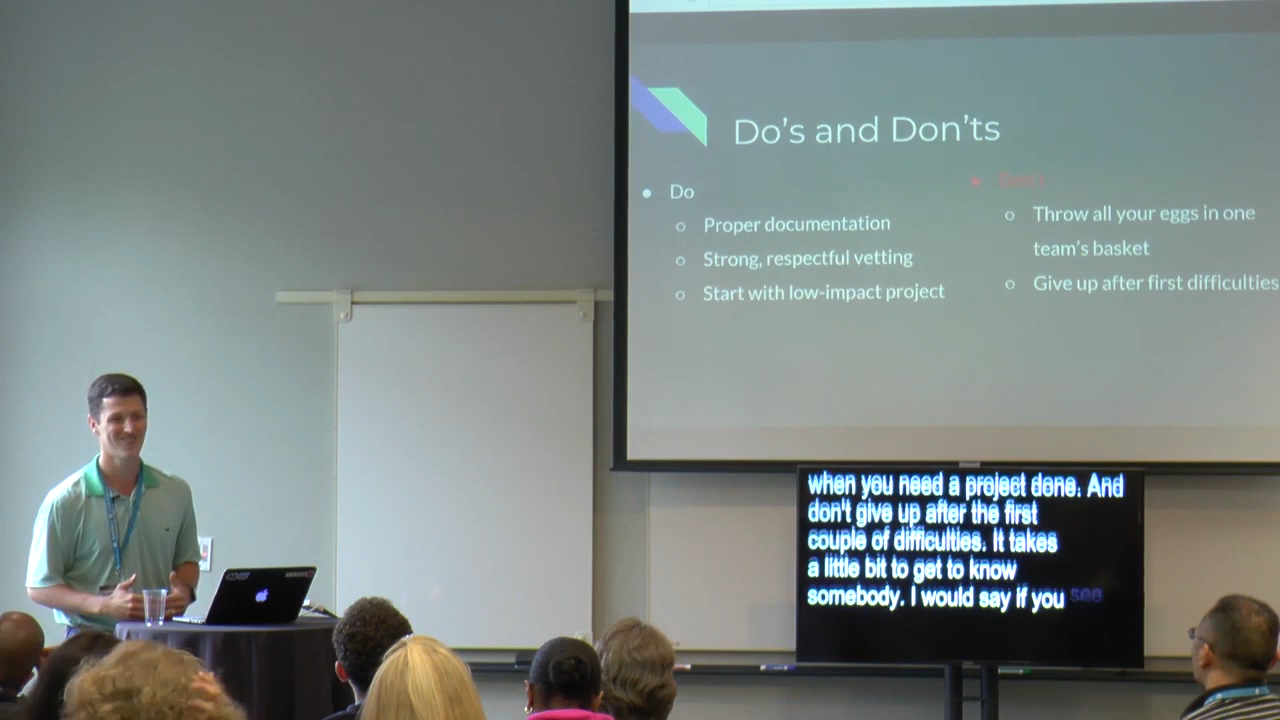 Do's and Don'ts
Do
Proper documentation
Strong, respectful vetting
Start with low-impact project
Don't
Throw all your eggs in one
team's basket
Give up after first difficulties
when you need a project done. And
don't give up after the first
couple of difficulties. It takes
a little bit to get to know
somebody. I would say if you see